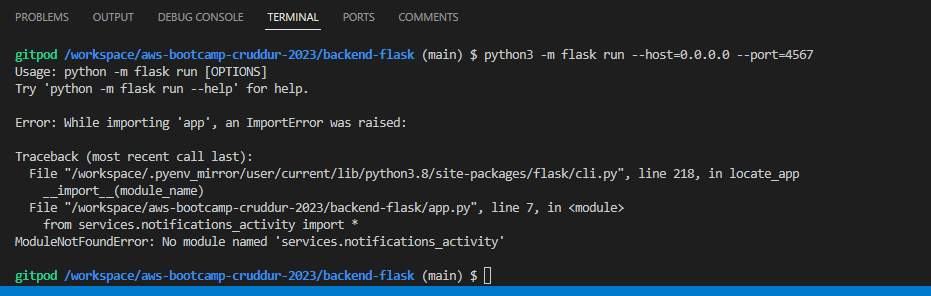 PROBLEMS OUTPUT DEBUG CONSOLE TERMINAL PORTS COMMENTS
gitpod /workspace/aws-bootcamp-cruddur-2023/backend-flask (main) $ python3 -m flask run --host=0.0.0.0 --port=4567
Usage: python -m flask run [OPTIONS]
Try 'python -m flask run --help' for help.
Error: While importing 'app', an ImportError was raised:
Traceback (most recent call last):
  File "/workspace/.pyenv_mirror/user/current/lib/python3.8/site-packages/flask/cli.py", line 218, in locate_app
    __import__(module_name)
  File "/workspace/aws-bootcamp-cruddur-2023/backend-flask/app.py", line 7, in <module>
    from services.notifications_activity import *
ModuleNotFoundError: No module named 'services.notifications_activity'
gitpod /workspace/aws-bootcamp-cruddur-2023/backend-flask (main) $